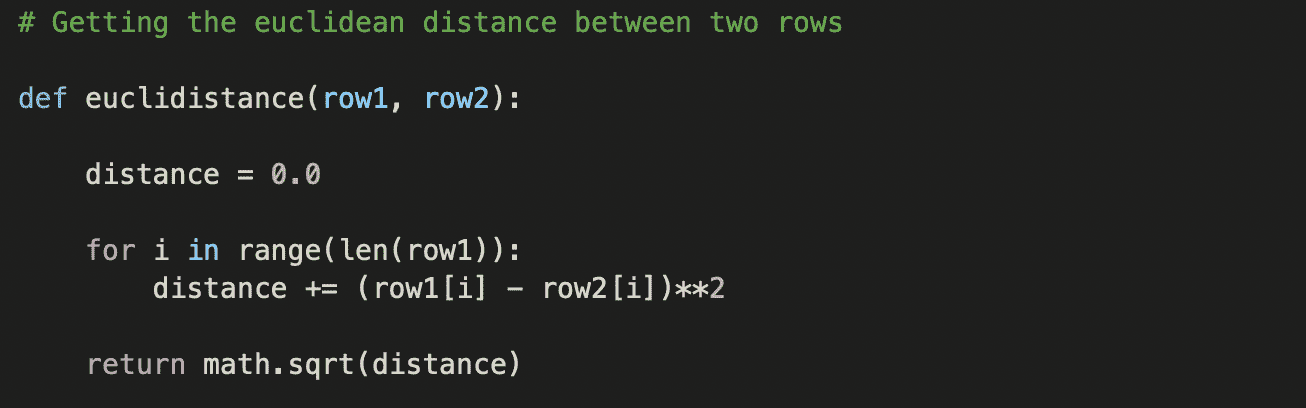 # Getting the euclidean distance between two rows
def euclidistance(row1, row2):
    distance = 0.0
    for i in range(len(row1)):
        distance += (row1[i] - row2[i])**2
    return math.sqrt(distance)